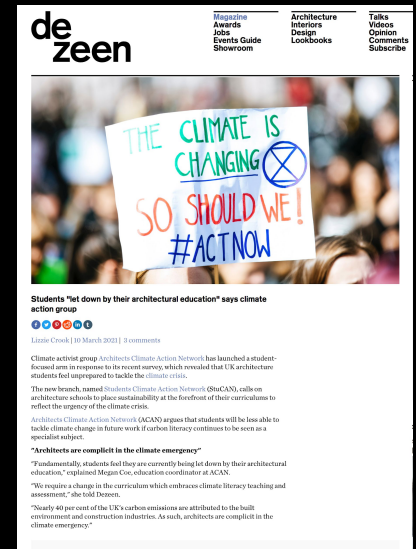 de
zeen
Magazine
Awards
Jobs
Events Guide
Showroom
Architecture
Interiors
Design
Lookbooks
Talks
Videos
Opinion
Comments
Subscribe
THE CLIMATE IS
CHANGING
SO SHOULD WE!
#ACTNOW
Students "let down by their architectural education" says climate
action group
Lizzie Crook | 10 March 2021 | 3 comments
Climate activist group Architects Climate Action Network has launched a student-
focused arm in response to its recent survey, which revealed that UK architecture
students feel unprepared to tackle the climate crisis.
The new branch, named Students Climate Action Network (StuCAN), calls on
architecture schools to place sustainability at the forefront of their curriculums to
reflect the urgency of the climate crisis.
Architects Climate Action Network (ACAN) argues that students will be less able to
tackle climate change in future work if carbon literacy continues to be seen as a
specialist subject.
"Architects are complicit in the climate emergency"
"Fundamentally, students feel they are currently being let down by their architectural
education," explained Megan Coe, education coordinator at ACAN.
"We require a change in the curriculum which embraces climate literacy teaching and
assessment," she told Dezeen.
"Nearly 40 per cent of the UK's carbon emissions are attributed to the built
environment and construction industries. As such, architects are complicit in the
climate emergency."